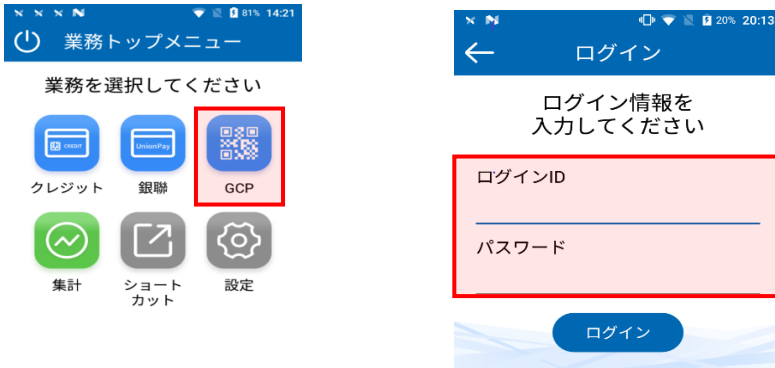 81% 14:21
業務トップメニュー
業務を選択してください
CREDIT
UnionPay
クレジット
銀聯
GCP
集計
ショート
カット
設定
20% 20:13
ログイン
ログイン情報を
入力してください
ログインID
パスワード
ログイン